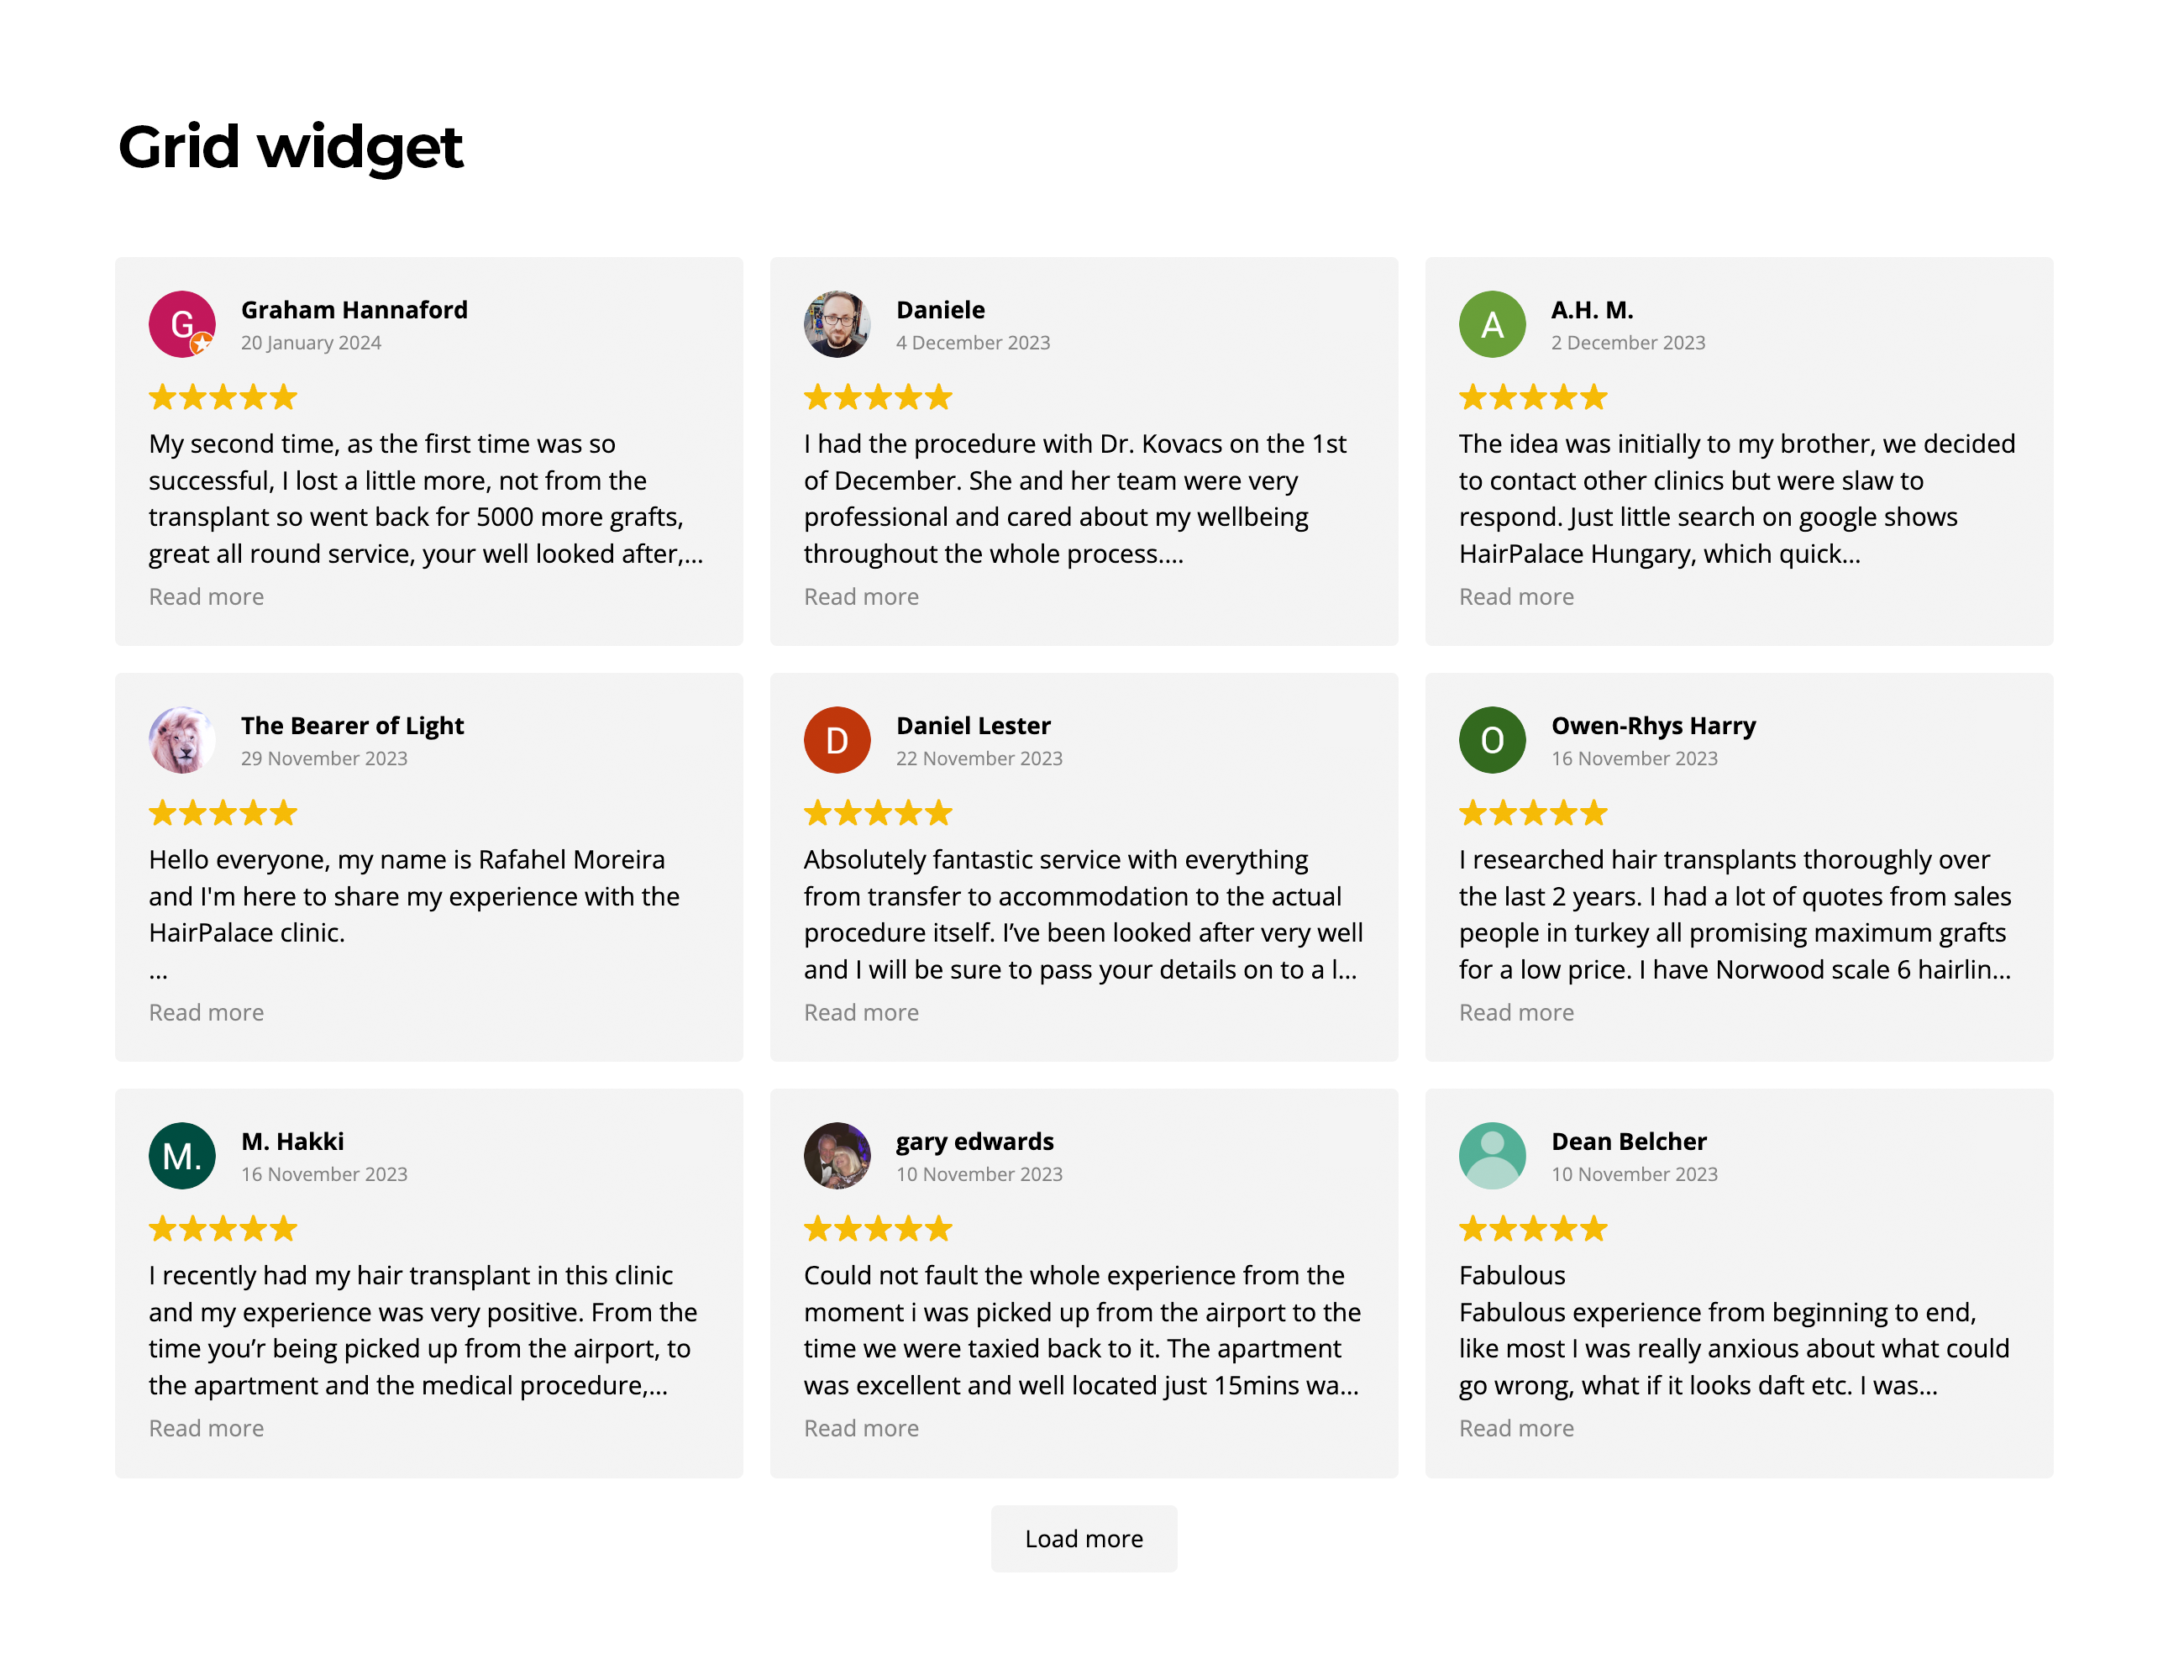 Grid widget
G
Graham Hannaford
20 January 2024
My second time, as the first time was so
successful, I lost a little more, not from the
transplant so went back for 5000 more grafts,
great all round service, your well looked after,...
Read more
Daniele
4 December 2023
I had the procedure with Dr. Kovacs on the 1st
of December. She and her team were very
professional and cared about my wellbeing
throughout the whole process....
Read more
A
A.H. M.
2 December 2023
The idea was initially to my brother, we decided
to contact other clinics but were slaw to
respond. Just little search on google shows
HairPalace Hungary, which quick...
Read more
The Bearer of Light
29 November 2023
Hello everyone, my name is Rafahel Moreira
and I'm here to share my experience with the
HairPalace clinic.
...
Read more
D
Daniel Lester
22 November 2023
Absolutely fantastic service with everything
from transfer to accommodation to the actual
procedure itself. I’ve been looked after very well
and I will be sure to pass your details on to a l...
Read more
O
Owen-Rhys Harry
16 November 2023
I researched hair transplants thoroughly over
the last 2 years. I had a lot of quotes from sales
people in turkey all promising maximum grafts
for a low price. I have Norwood scale 6 hairlin...
Read more
M.
M. Hakki
16 November 2023
I recently had my hair transplant in this clinic
and my experience was very positive. From the
time you’r being picked up from the airport, to
the apartment and the medical procedure,...
Read more
gary edwards
10 November 2023
Could not fault the whole experience from the
moment i was picked up from the airport to the
time we were taxied back to it. The apartment
was excellent and well located just 15mins wa...
Read more
Dean Belcher
10 November 2023
Fabulous
Fabulous experience from beginning to end,
like most I was really anxious about what could
go wrong, what if it looks daft etc. I was...
Read more
Load more